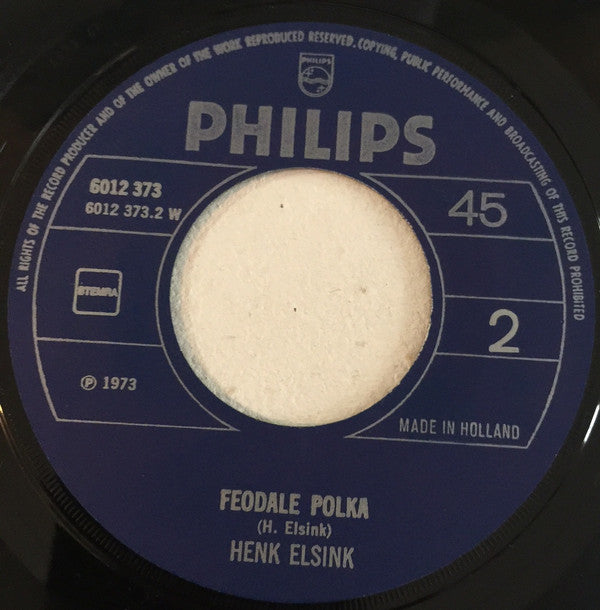 ALL RIGHTS OF THE RECORD PRODUCER AND OF THE OWNER OF THE WORK REPRODUCED RESERVED. COPYING, PUBLIC PERFORMANCE AND BROADCASTING OF THIS RECORD PROHIBITED
PHILIPS
PHILIPS
6012 373
6012 373.2 W
45
STEMRA
2
℗ 1973
MADE IN HOLLAND
FEODALE POLKA
(H. Elsink)
HENK ELSINK